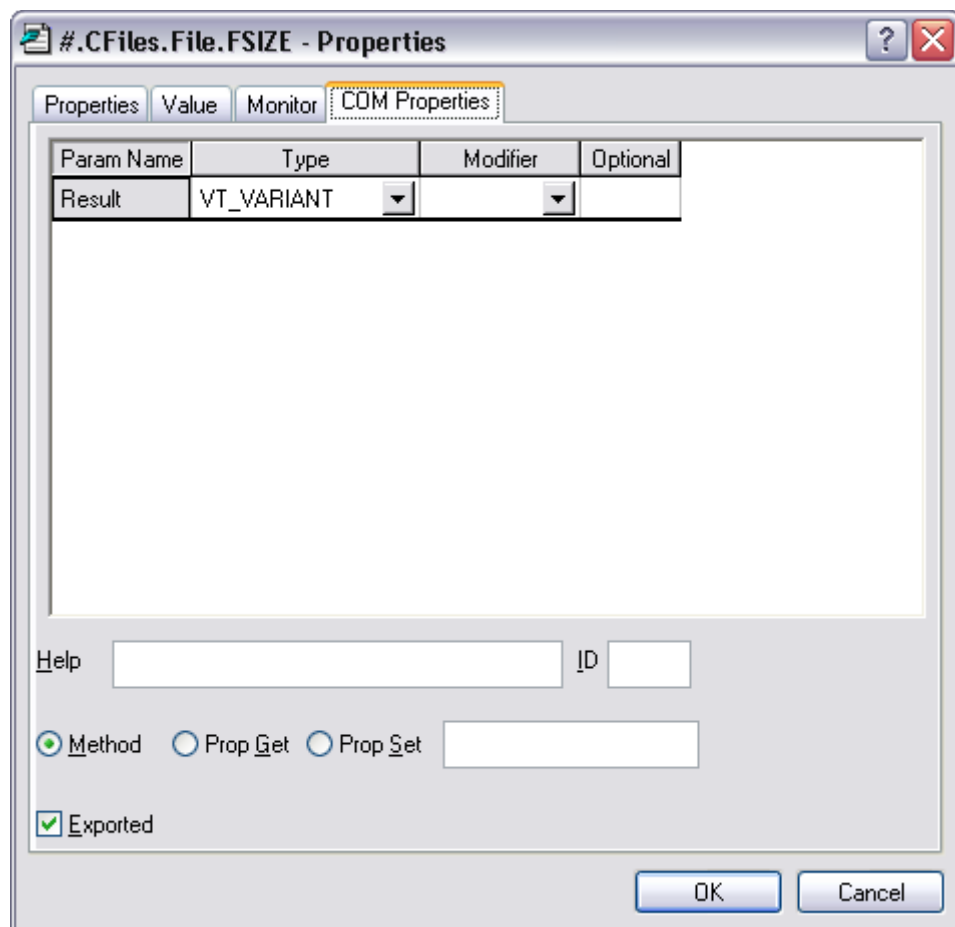 #.CFiles.File.FSIZE - Properties ?
Properties Value Monitor COM Properties
Param Name Type Modifier Optional
Result VT_VARIANT
Help ID
Method Prop Get Prop Set
Exported
OK Cancel